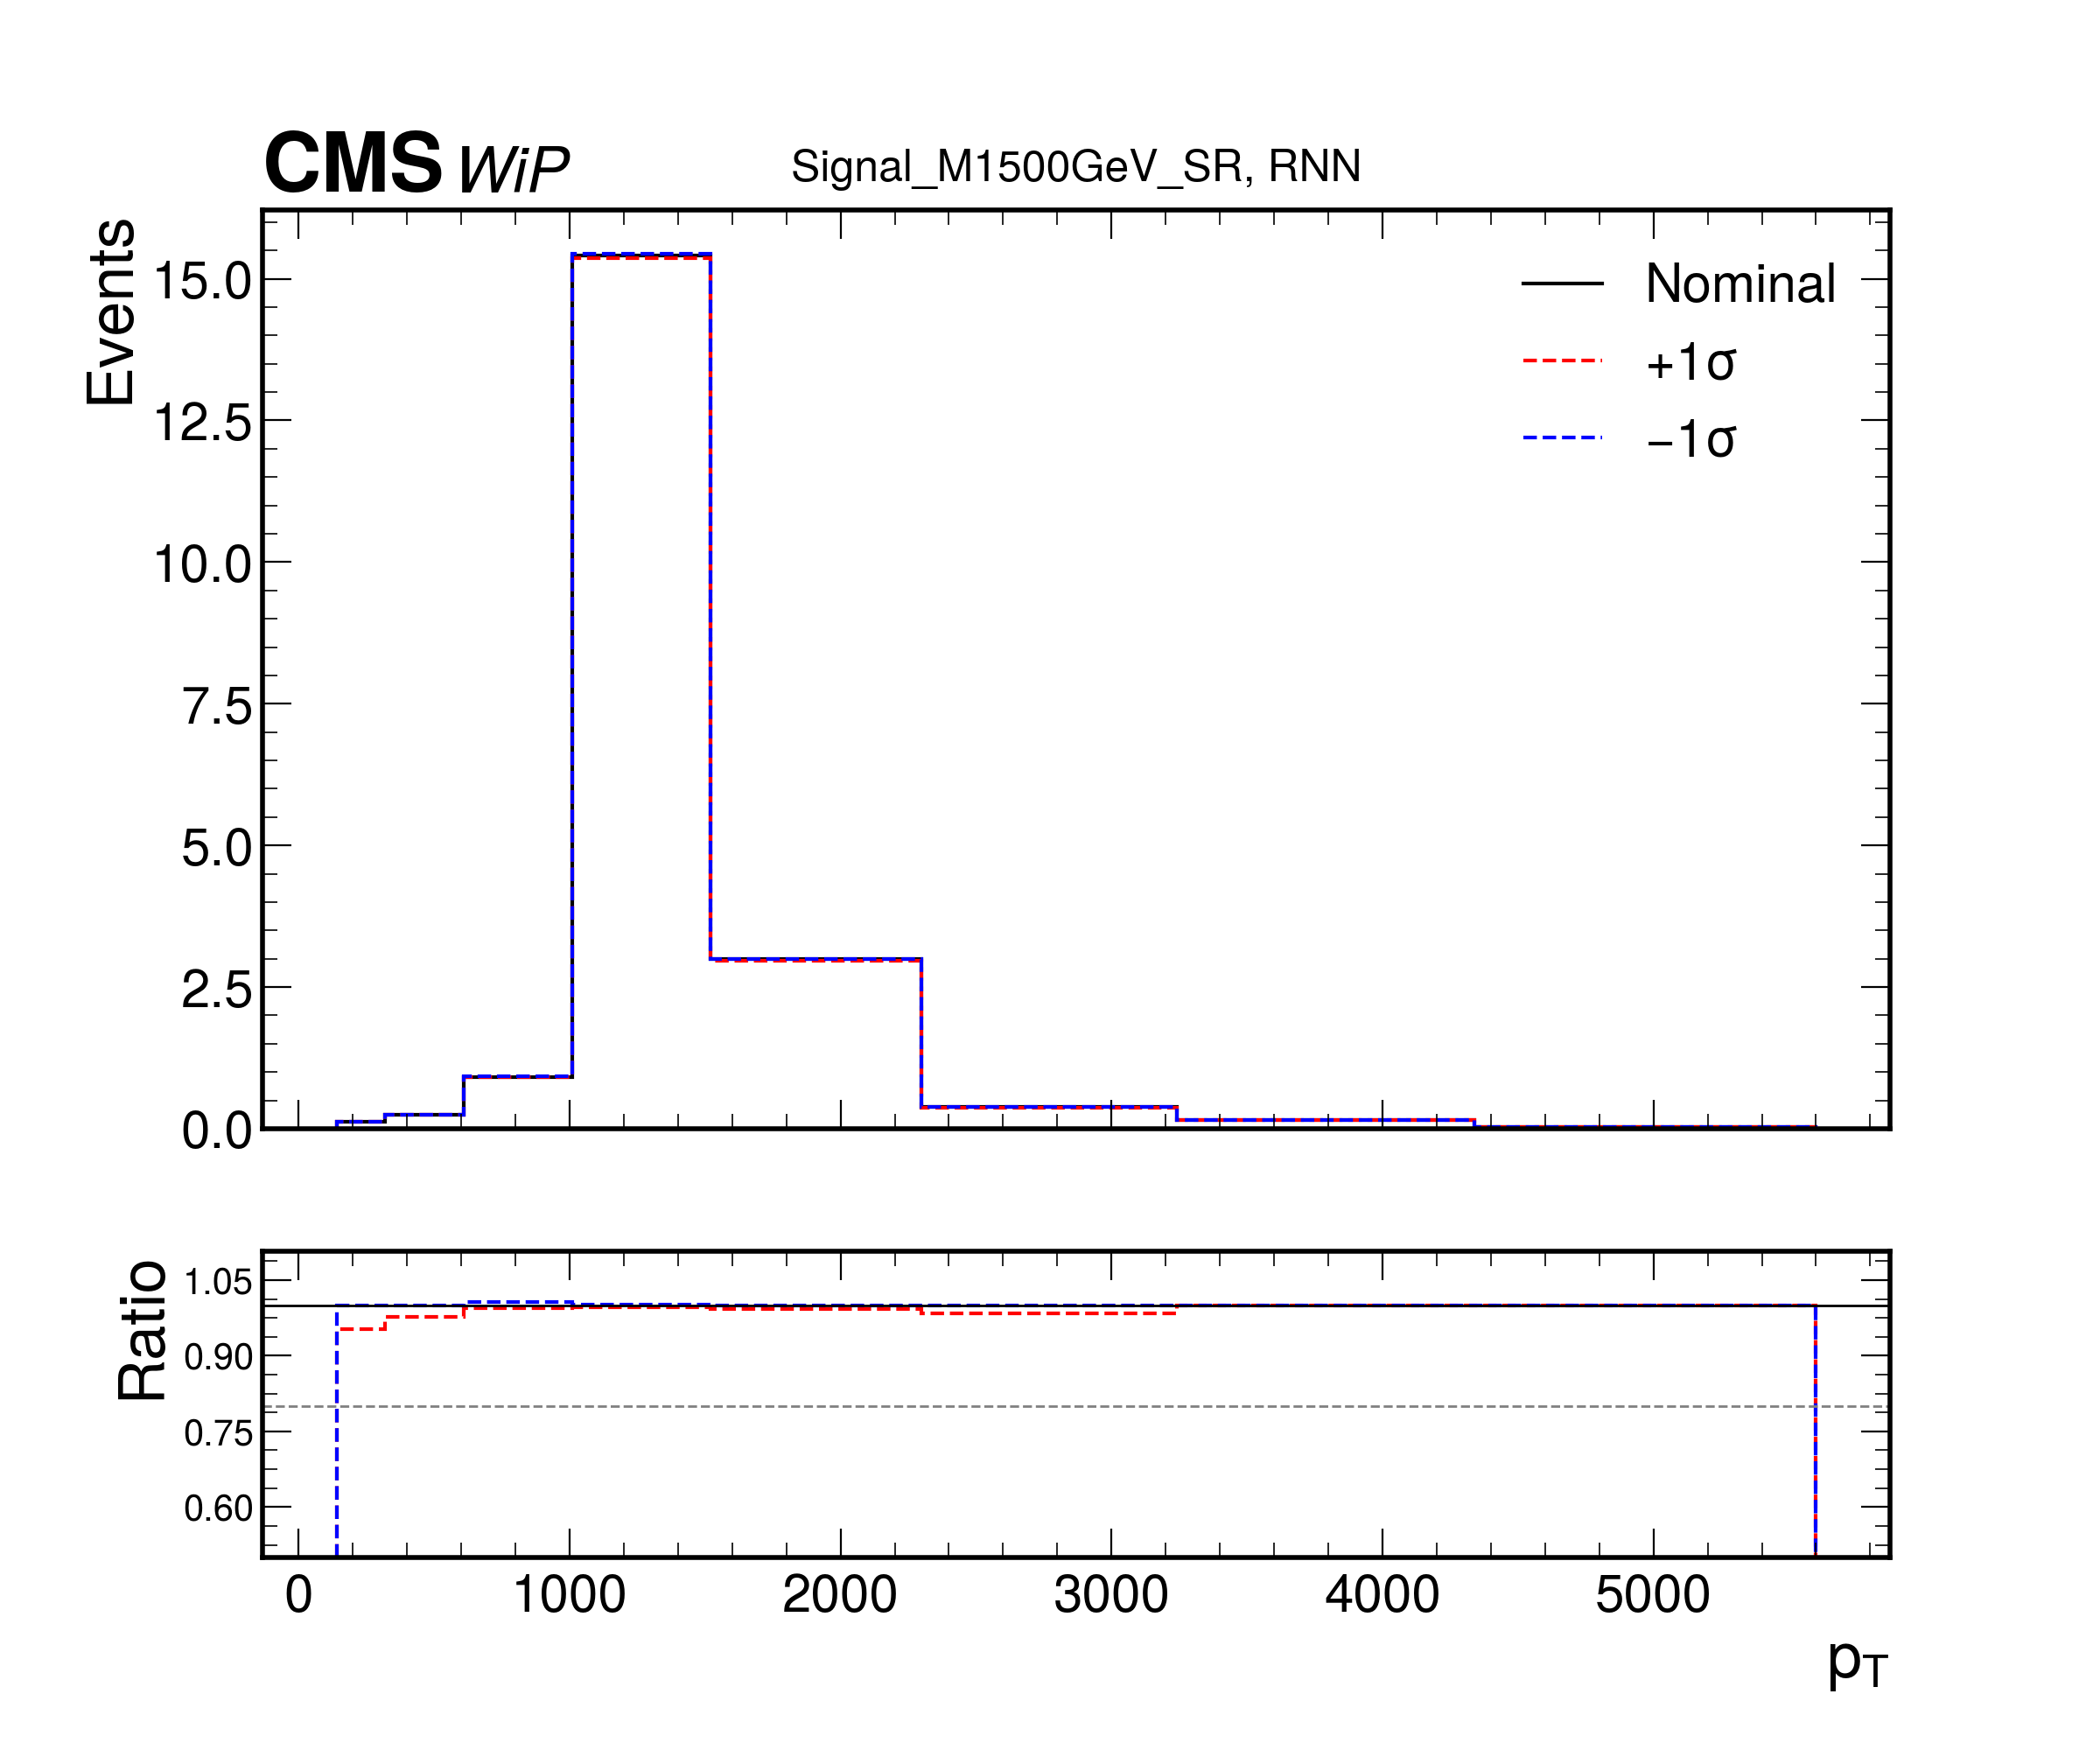 CMS WiP
Signal_M1500GeV_SR, RNN
Events
15.0
12.5
10.0
7.5
5.0
2.5
0.0
Nominal
+1σ
−1σ
Ratio
1.05
0.90
0.75
0.60
0 1000 2000 3000 4000 5000
pT